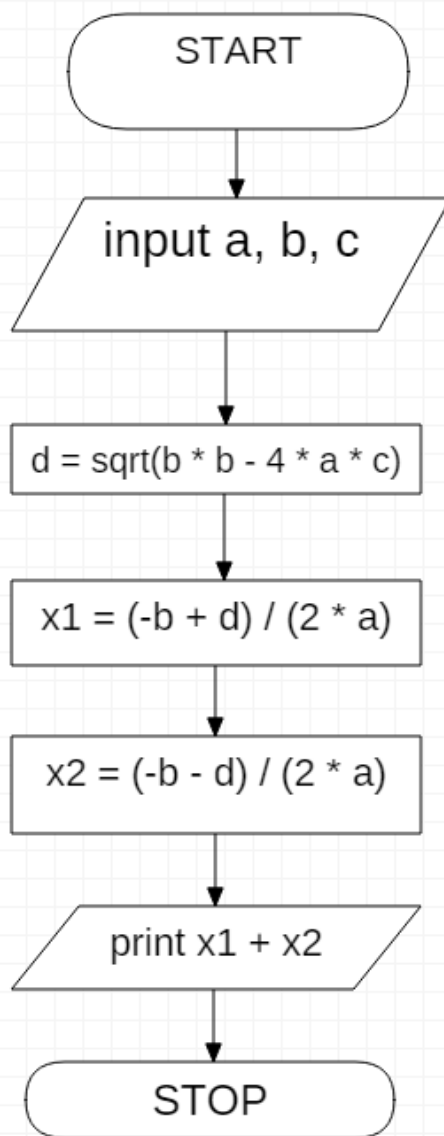 START
input a, b, c
d = sqrt(b * b - 4 * a * c)
x1 = (-b + d) / (2 * a)
x2 = (-b - d) / (2 * a)
print x1 + x2
STOP